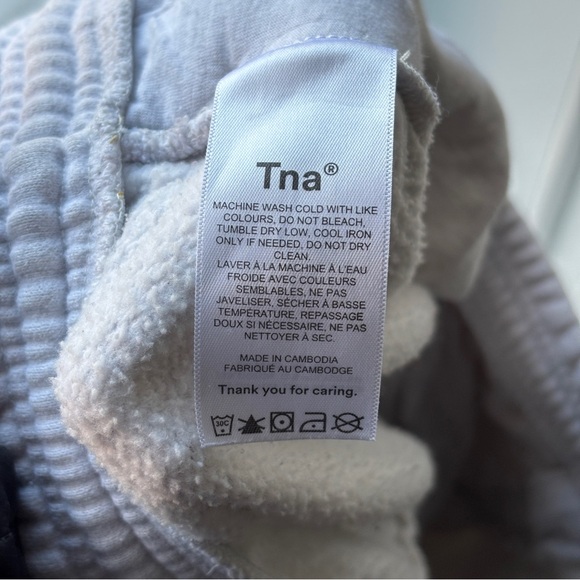 Tna®
MACHINE WASH COLD WITH LIKE
COLOURS, DO NOT BLEACH,
TUMBLE DRY LOW, COOL IRON
ONLY IF NEEDED, DO NOT DRY
CLEAN.
LAVER À LA MACHINE À L'EAU
FROIDE AVEC COULEURS
SEMBLABLES, NE PAS
JAVELISER, SÉCHER À BASSE
TEMPÉRATURE, REPASSAGE
DOUX SI NÉCESSAIRE, NE PAS
NETTOYER À SEC.
MADE IN CAMBODIA
FABRIQUÉ AU CAMBODGE
Tnank you for caring.
30C